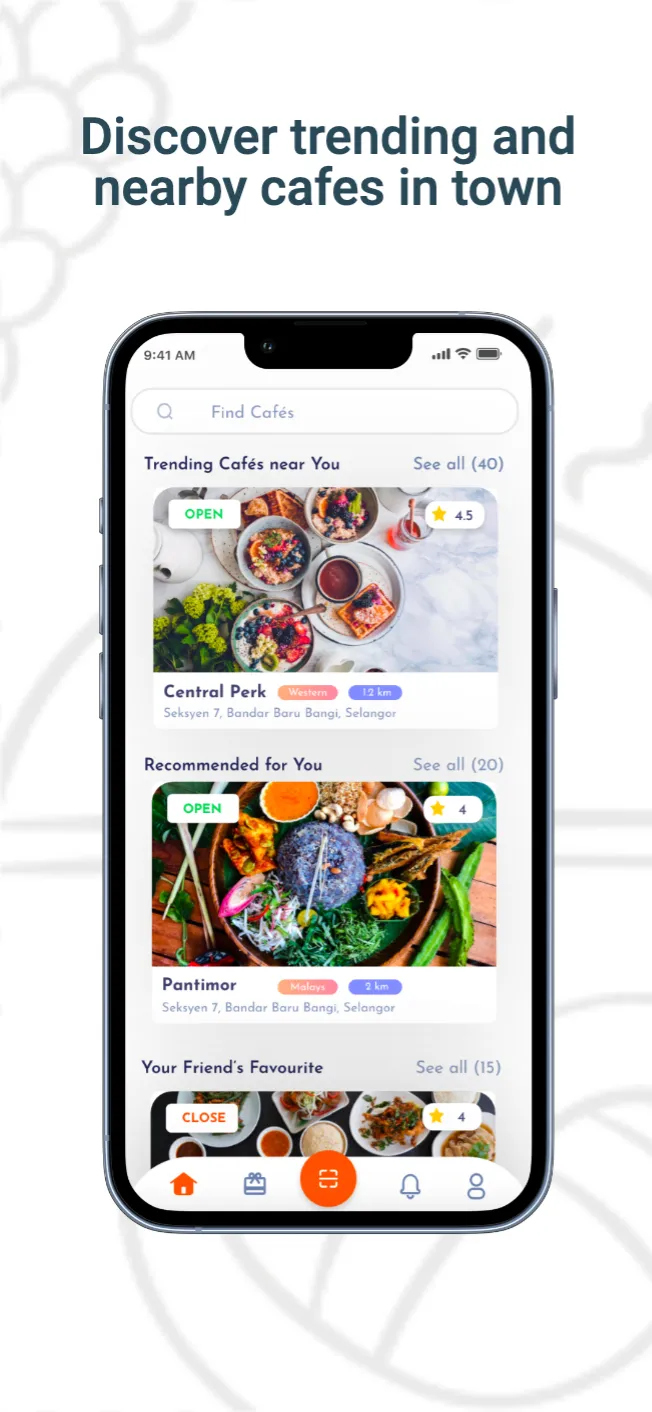 Discover trending and
nearby cafes in town
9:41 AM
Find Cafés
Trending Cafés near You See all (40)
OPEN 4.5
Central Perk Western 1.2 km
Seksyen 7, Bandar Baru Bangi, Selangor
Recommended for You See all (20)
OPEN 4
Pantimor Malays 2 km
Seksyen 7, Bandar Baru Bangi, Selangor
Your Friend's Favourite See all (15)
CLOSE 4